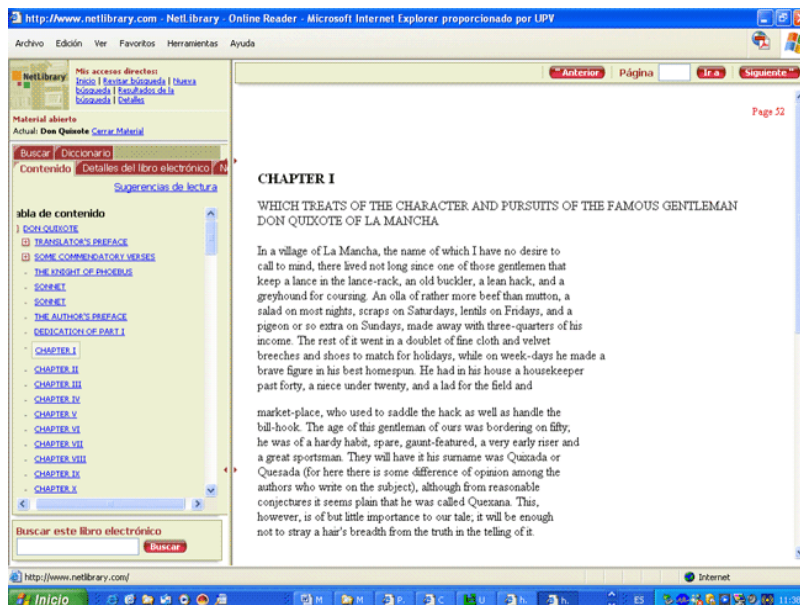 http://www.netlibrary.com - NetLibrary - Online Reader - Microsoft Internet Explorer proporcionado por UPV
Archivo Edición Ver Favoritos Herramientas Ayuda
NetLibrary
Mis accesos directos:
Inicio | Revisar búsqueda | Nueva
búsqueda | Resultados de la
búsqueda | Detalles
Material abierto
Actual: Don Quixote Cerrar Material
Buscar Diccionario
Contenido Detalles del libro electrónico N
Sugerencias de lectura
abla de contenido
] DON QUIXOTE
TRANSLATOR'S PREFACE
SOME COMMENDATORY VERSES
THE KNIGHT OF PHOEBUS
SONNET
SONNET
THE AUTHOR'S PREFACE
DEDICATION OF PART I
CHAPTER I
CHAPTER II
CHAPTER III
CHAPTER IV
CHAPTER V
CHAPTER VI
CHAPTER VII
CHAPTER VIII
CHAPTER IX
CHAPTER X
Buscar este libro electrónico
Buscar
Anterior Página Ir a Siguiente
Page 52
CHAPTER I
WHICH TREATS OF THE CHARACTER AND PURSUITS OF THE FAMOUS GENTLEMAN
DON QUIXOTE OF LA MANCHA
In a village of La Mancha, the name of which I have no desire to
call to mind, there lived not long since one of those gentlemen that
keep a lance in the lance-rack, an old buckler, a lean hack, and a
greyhound for coursing. An olla of rather more beef than mutton, a
salad on most nights, scraps on Saturdays, lentils on Fridays, and a
pigeon or so extra on Sundays, made away with three-quarters of his
income. The rest of it went in a doublet of fine cloth and velvet
breeches and shoes to match for holidays, while on week-days he made a
brave figure in his best homespun. He had in his house a housekeeper
past forty, a niece under twenty, and a lad for the field and
market-place, who used to saddle the hack as well as handle the
bill-hook. The age of this gentleman of ours was bordering on fifty;
he was of a hardy habit, spare, gaunt-featured, a very early riser and
a great sportsman. They will have it his surname was Quixada or
Quesada (for here there is some difference of opinion among the
authors who write on the subject), although from reasonable
conjectures it seems plain that he was called Quexana. This,
however, is of but little importance to our tale; it will be enough
not to stray a hair's breadth from the truth in the telling of it.
http://www.netlibrary.com/ Internet
Inicio M M P. C U h. h. ES 11:38